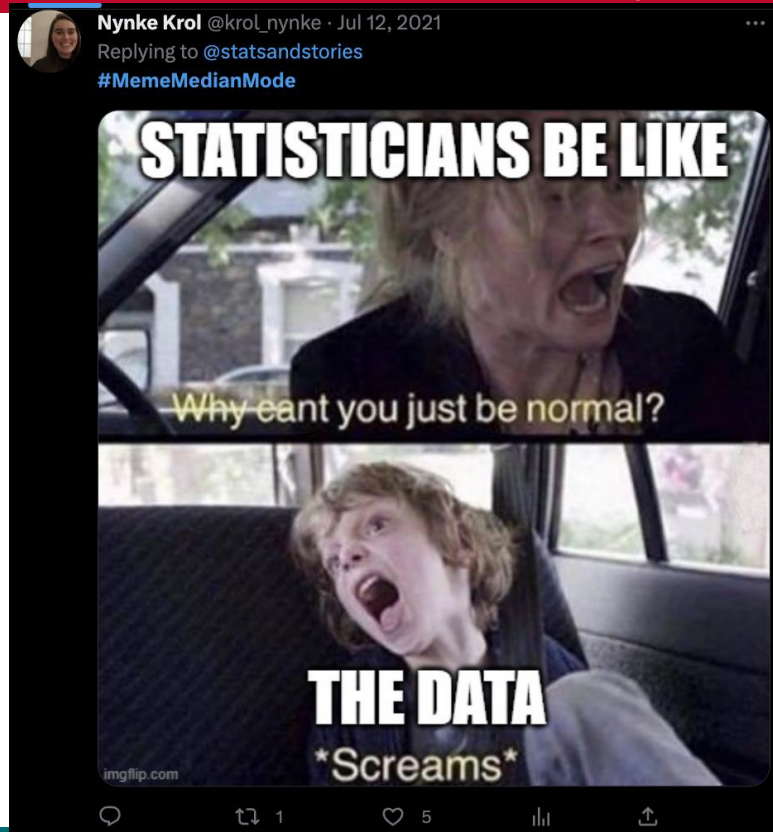 Nynke Krol @krol_nynke · Jul 12, 2021
Replying to @statsandstories
#MemeMedianMode
STATISTICIANS BE LIKE
Why cant you just be normal?
THE DATA
*Screams*
imgflip.com
1
5